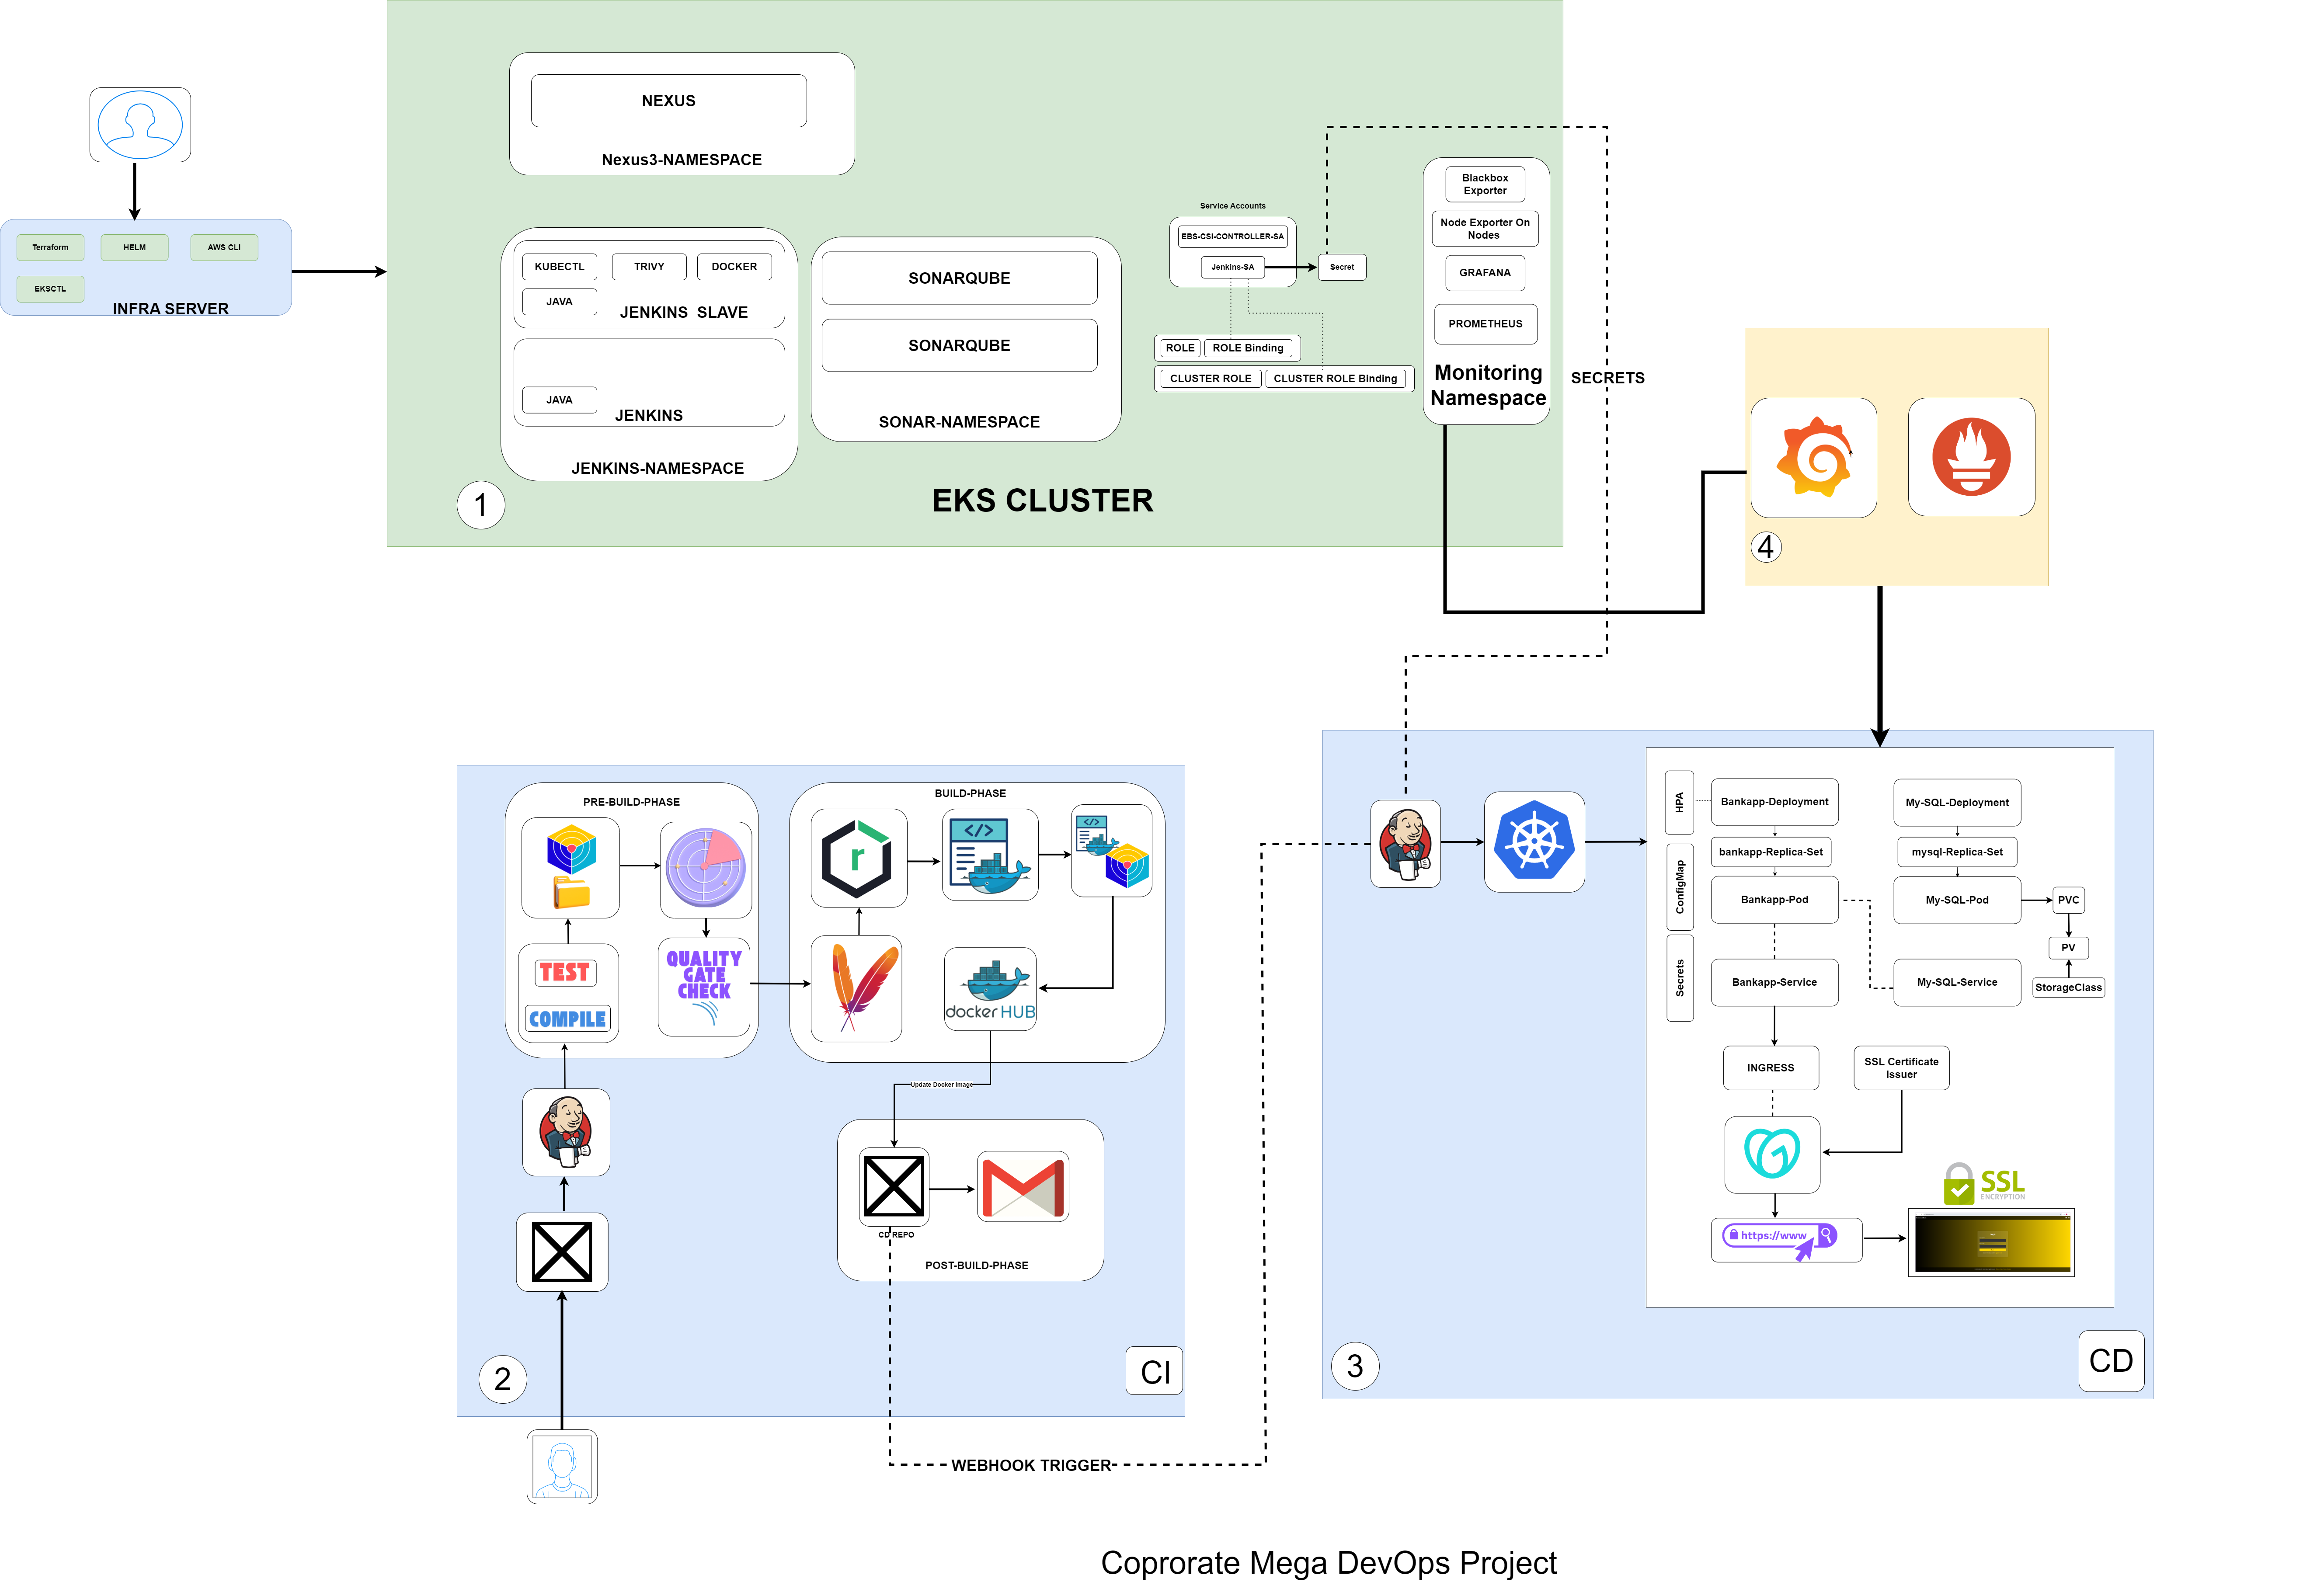 NEXUS
Nexus3-NAMESPACE
Terraform
HELM
AWS CLI
EKSCTL
INFRA SERVER
KUBECTL
TRIVY
DOCKER
JAVA
JENKINS SLAVE
JAVA
JENKINS
JENKINS-NAMESPACE
SONARQUBE
SONARQUBE
SONAR-NAMESPACE
Service Accounts
EBS-CSI-CONTROLLER-SA
Jenkins-SA
Secret
ROLE
ROLE Binding
CLUSTER ROLE
CLUSTER ROLE Binding
Blackbox
Exporter
Node Exporter On
Nodes
GRAFANA
PROMETHEUS
Monitoring
Namespace
1
EKS CLUSTER
SECRETS
4
PRE-BUILD-PHASE
TEST
COMPILE
QUALITY
GATE
CHECK
BUILD-PHASE
r
</>
</>
docker HUB
Update Docker image
CD REPO
POST-BUILD-PHASE
2
CI
WEBHOOK TRIGGER
HPA
ConfigMap
Secrets
Bankapp-Deployment
bankapp-Replica-Set
Bankapp-Pod
Bankapp-Service
My-SQL-Deployment
mysql-Replica-Set
My-SQL-Pod
My-SQL-Service
PVC
PV
StorageClass
INGRESS
SSL Certificate
Issuer
SSL
ENCRYPTION
https://www
3
CD
Coprorate Mega DevOps Project